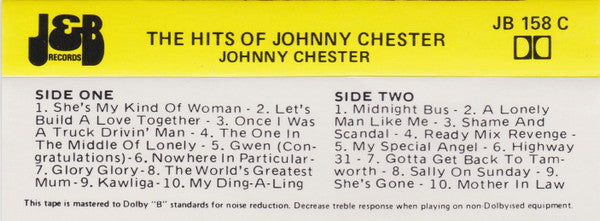 J&B
RECORDS
THE HITS OF JOHNNY CHESTER
JOHNNY CHESTER
JB 158 C
SIDE ONE
1. She's My Kind Of Woman - 2. Let's
Build A Love Together - 3. Once I Was
A Truck Drivin' Man - 4. The One In
The Middle Of Lonely - 5. Gwen (Con-
gratulations) - 6. Nowhere in Particular-
7. Glory Glory - 8. The World's Greatest
Mum - 9. Kawliga - 10. My Ding-A-Ling
SIDE TWO
1. Midnight Bus - 2. A Lonely
Man Like Me - 3. Shame And
Scandal - 4. Ready Mix Revenge -
5. My Special Angel - 6. Highway
31 - 7. Gotta Get Back To Tam-
worth - 8. Sally On Sunday - 9.
She's Gone - 10. Mother In Law
This tape is mastered to Dolby "B" standards for noise reduction. Decrease treble response when playing on non-Dolbyised equipment.